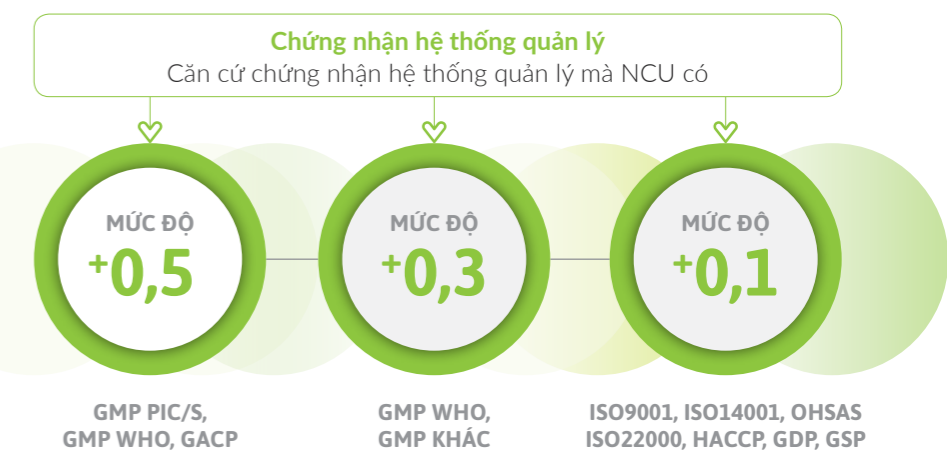 Chứng nhận hệ thống quản lý
Căn cứ chứng nhận hệ thống quản lý mà NCU có
MỨC ĐỘ
+0,5
MỨC ĐỘ
+0,3
MỨC ĐỘ
+0,1
GMP PIC/S,
GMP WHO, GACP
GMP WHO,
GMP KHÁC
ISO9001, ISO14001, OHSAS
ISO22000, HACCP, GDP, GSP